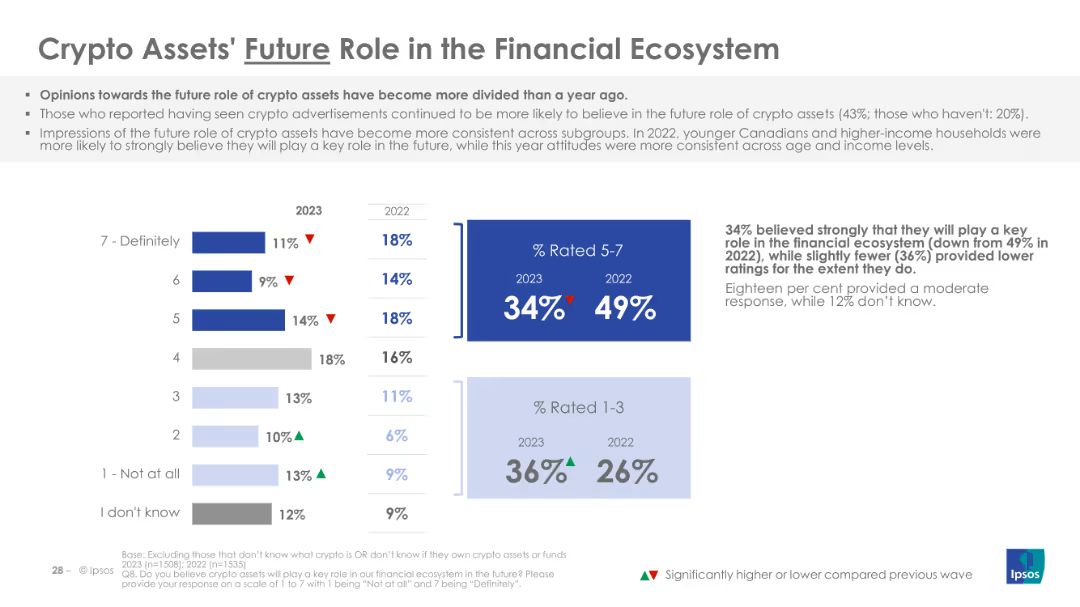 Crypto Assets' Future Role in the Financial Ecosystem
▪ Opinions towards the future role of crypto assets have become more divided than a year ago.
▪ Those who reported having seen crypto advertisements continued to be more likely to believe in the future role of crypto assets (43%; those who haven't: 20%).
▪ Impressions of the future role of crypto assets have become more consistent across subgroups. In 2022, younger Canadians and higher-income households were
more likely to strongly believe they will play a key role in the future, while this year attitudes were more consistent across age and income levels.
2023 2022
7 - Definitely 11% ▼ 18%
6 9% ▼ 14%
5 14% ▼ 18%
4 18% 16%
3 13% 11%
2 10% ▲ 6%
1 - Not at all 13% ▲ 9%
I don't know 12% 9%
% Rated 5-7
2023 2022
34% ▼ 49%
% Rated 1-3
2023 2022
36% ▲ 26%
34% believed strongly that they will play a key
role in the financial ecosystem (down from 49% in
2022), while slightly fewer (36%) provided lower
ratings for the extent they do.
Eighteen per cent provided a moderate
response, while 12% don't know.
Base: Excluding those that don't know what crypto is OR don't know if they own crypto assets or funds
2023 (n=1508); 2022 (n=1535)
Q8. Do you believe crypto assets will play a key role in our financial ecosystem in the future? Please
provide your response on a scale of 1 to 7 with 1 being "Not at all" and 7 being "Definitely".
28 – © Ipsos
▲▼ Significantly higher or lower compared previous wave
Ipsos